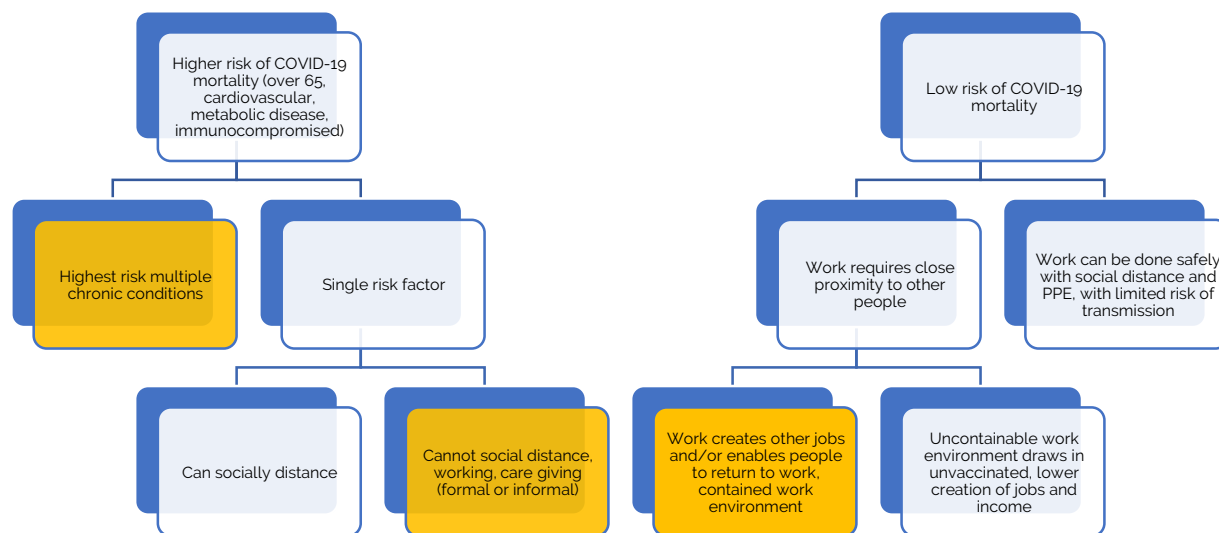 Higher risk of COVID-19
mortality (over 65,
cardiovascular,
metabolic disease,
immunocompromised)
Low risk of COVID-19
mortality
Highest risk multiple
chronic conditions
Single risk factor
Work requires close
proximity to other
people
Work can be done safely
with social distance and
PPE, with limited risk of
transmission
Can socially distance
Cannot social distance,
working, care giving
(formal or informal)
Work creates other jobs
and/or enables people
to return to work,
contained work
environment
Uncontainable work
environment draws in
unvaccinated, lower
creation of jobs and
income